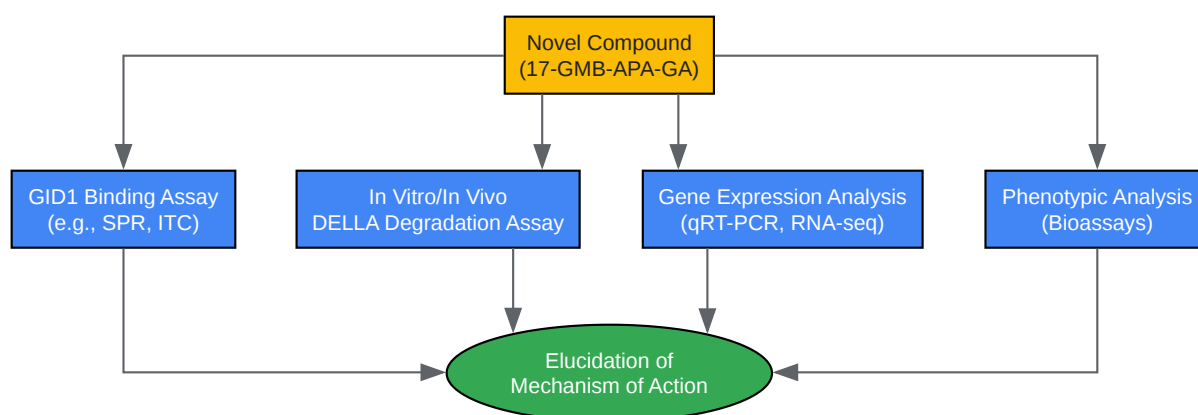 Novel Compound
(17-GMB-APA-GA)
GID1 Binding Assay
(e.g., SPR, ITC)
In Vitro/In Vivo
DELLA Degradation Assay
Gene Expression Analysis
(qRT-PCR, RNA-seq)
Phenotypic Analysis
(Bioassays)
Elucidation of
Mechanism of Action